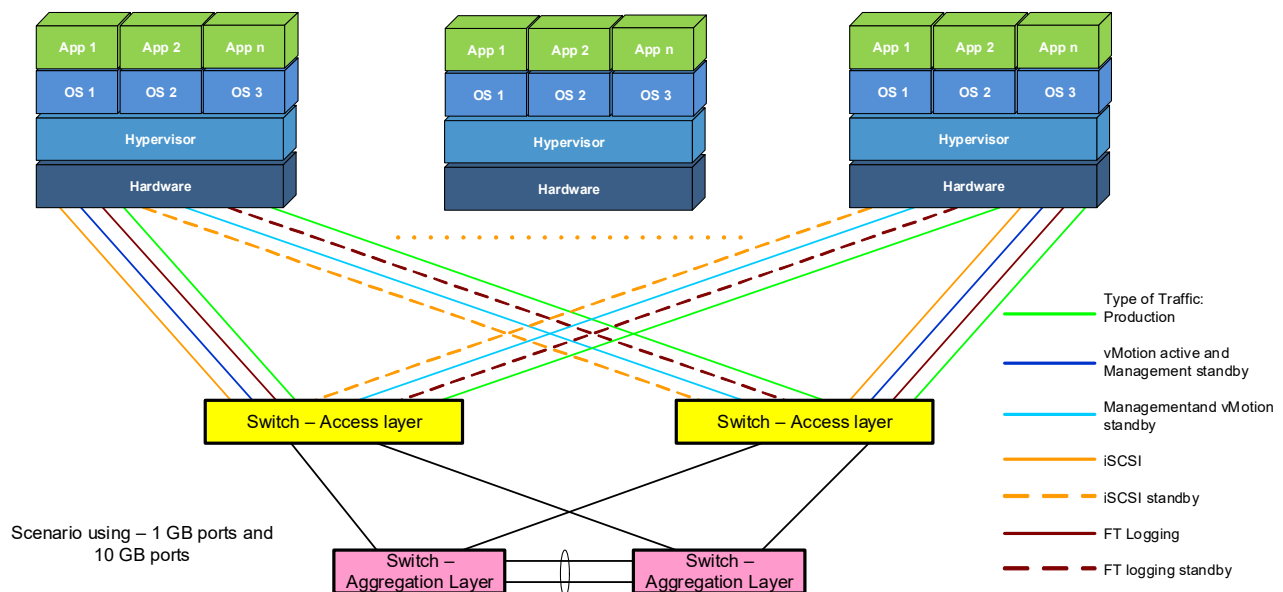 App 1 App 2 App n
OS 1 OS 2 OS 3
Hypervisor
Hardware
App 1 App 2 App n
OS 1 OS 2 OS 3
Hypervisor
Hardware
App 1 App 2 App n
OS 1 OS 2 OS 3
Hypervisor
Hardware
Switch – Access layer
Switch – Access layer
Switch –
Aggregation Layer
Switch –
Aggregation Layer
Scenario using – 1 GB ports and
10 GB ports
Type of Traffic:
Production
vMotion active and
Management standby
Managementand vMotion
standby
iSCSI
iSCSI standby
FT Logging
FT logging standby